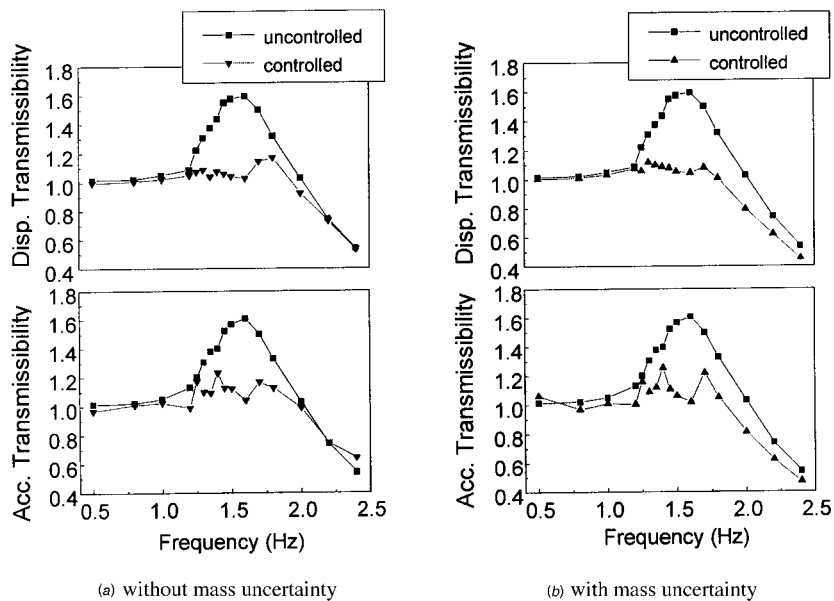 uncontrolled
controlled
1.8
1.6
1.4
1.2
1.0
0.8
0.6
0.4
Disp. Transmissibility
1.8
1.6
1.4
1.2
1.0
0.8
0.6
0.4
Acc. Transmissibility
0.5 1.0 1.5 2.0 2.5
Frequency (Hz)
(a) without mass uncertainty
uncontrolled
controlled
1.8
1.6
1.4
1.2
1.0
0.8
0.6
0.4
Disp. Transmissibility
1.8
1.6
1.4
1.2
1.0
0.8
0.6
0.4
Acc. Transmissibility
0.5 1.0 1.5 2.0 2.5
Frequency (Hz)
(b) with mass uncertainty